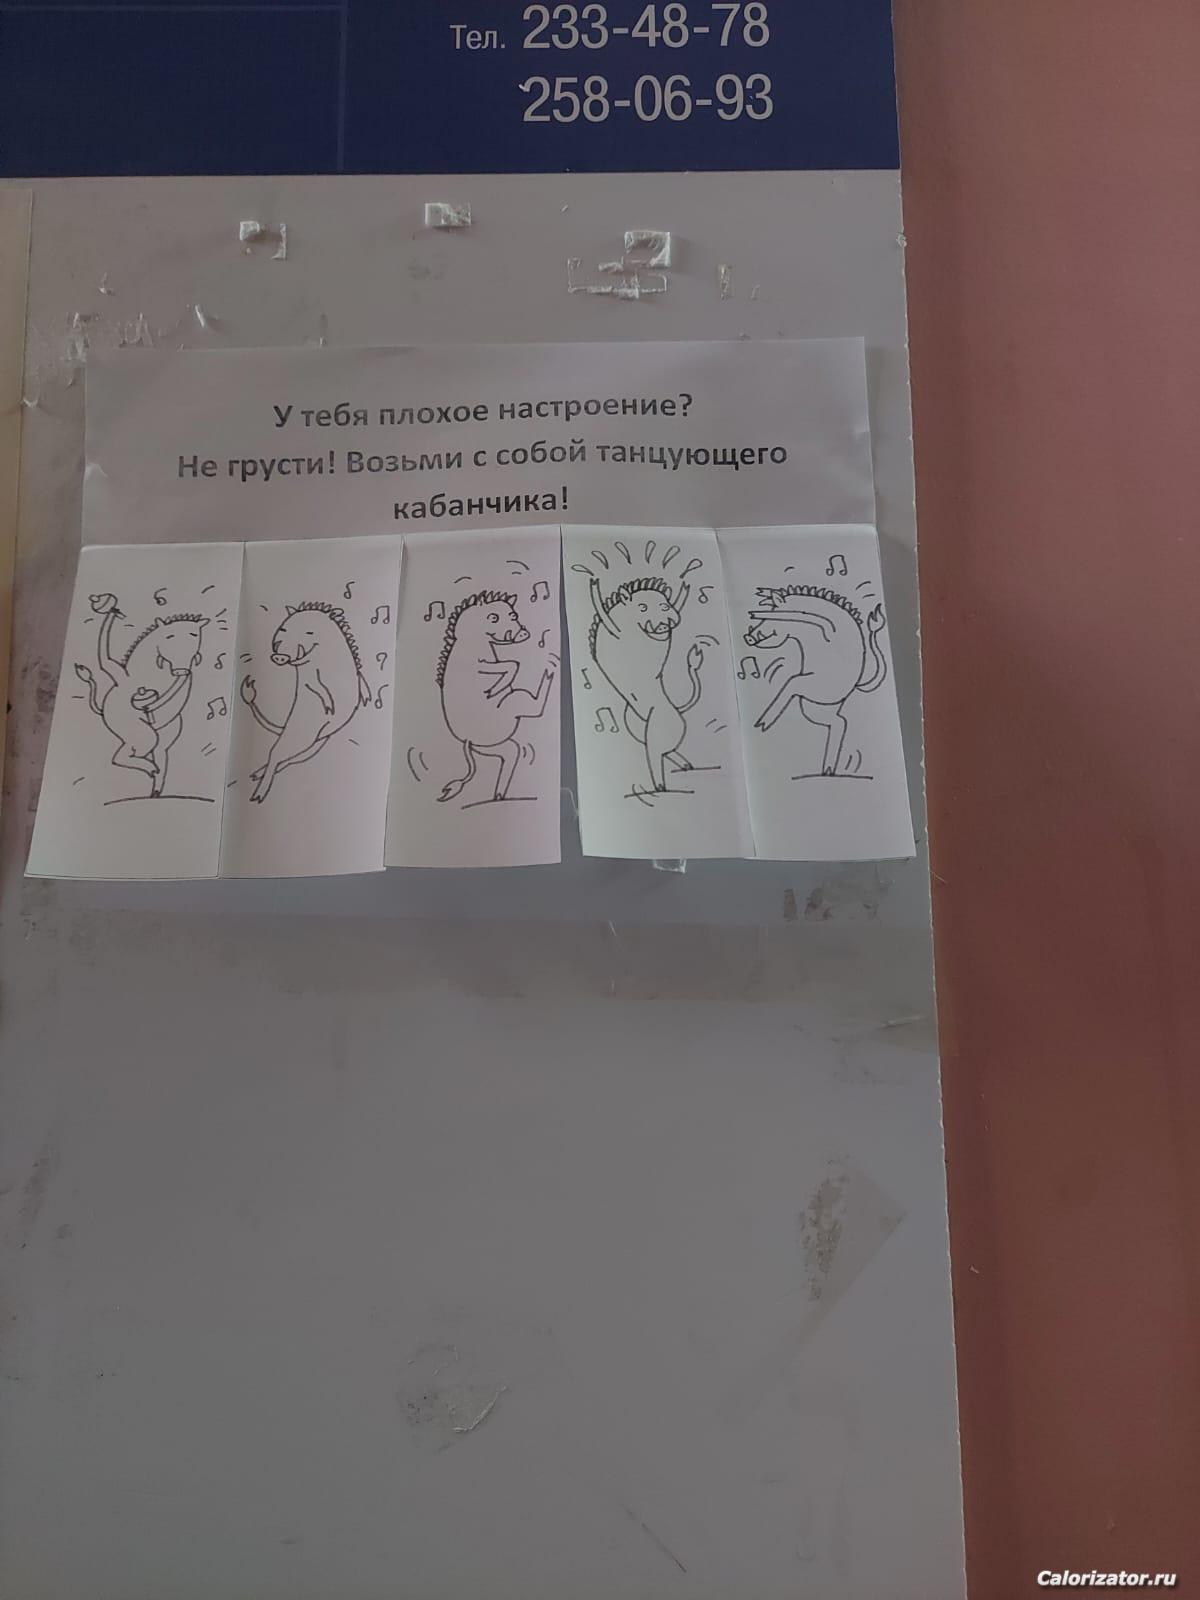 Тел. 233-48-78
258-06-93
У тебя плохое настроение?
Не грусти! Возьми с собой танцующего
кабанчика!
Calorizator.ru